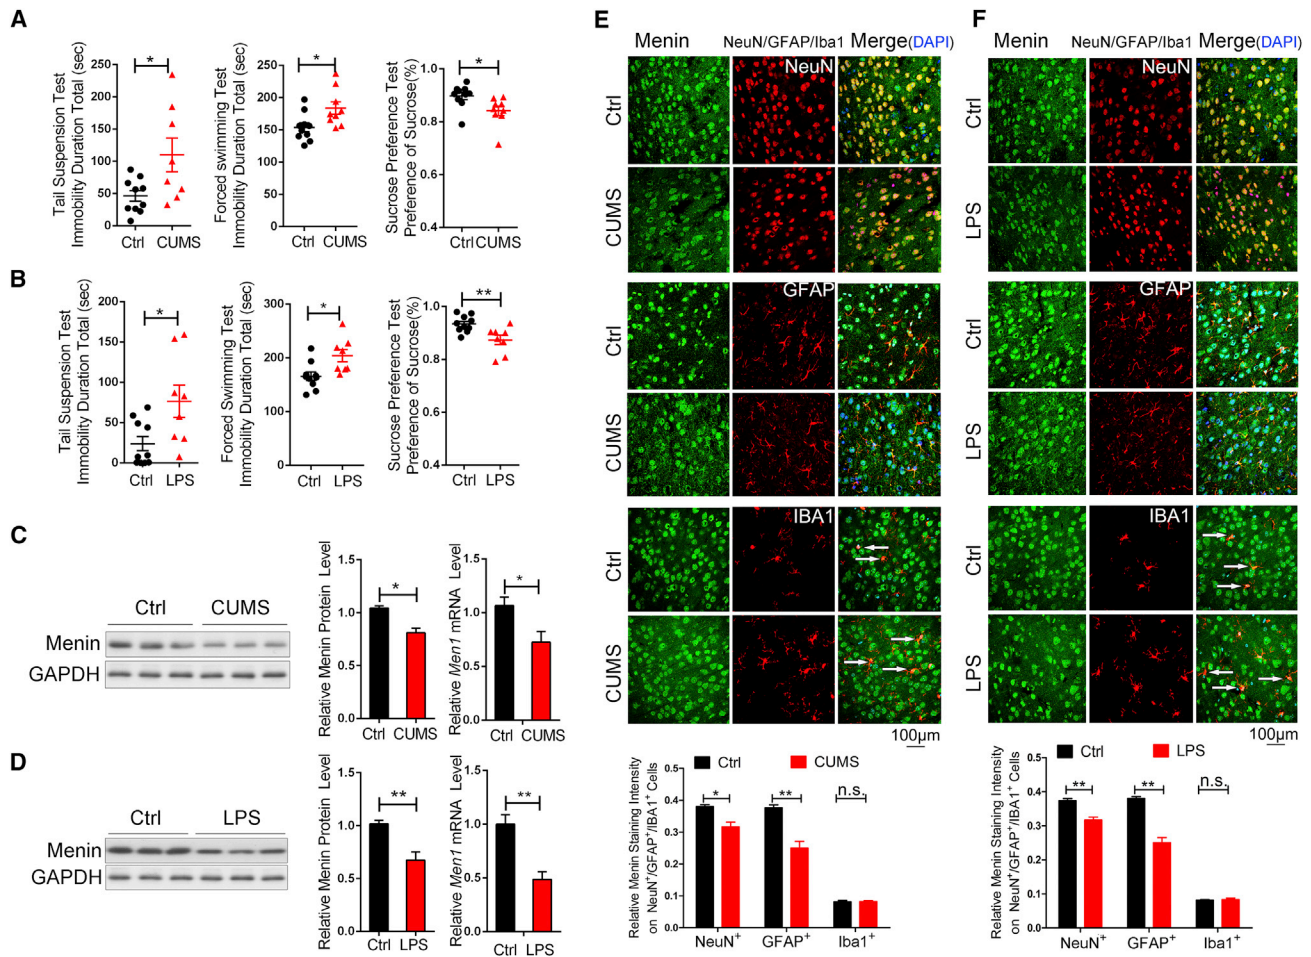 A
Tail Suspension Test
Immobility Duration Total (sec)
250
200
150
100
50
0
*
Ctrl CUMS
Forced swimming Test
Immobility Duration Total (sec)
250
200
150
100
50
0
*
Ctrl CUMS
Sucrose Preference Test
Preference of Sucrose(%)
1.0
0.8
0.6
0.4
*
Ctrl CUMS
B
Tail Suspension Test
Immobility Duration Total (sec)
200
150
100
50
0
*
Ctrl LPS
Forced Swimming Test
Immobility Duration Total (sec)
300
200
100
0
*
Ctrl LPS
Sucrose Preference Test
Preference of Sucrose(%)
1.0
0.8
0.6
0.4
**
Ctrl LPS
C
Ctrl CUMS
Menin
GAPDH
Relative Menin Protein Level
1.5
1.0
0.5
0.0
*
Ctrl CUMS
Relative Men1 mRNA Level
1.5
1.0
0.5
0.0
*
Ctrl CUMS
D
Ctrl LPS
Menin
GAPDH
Relative Menin Protein Level
1.5
1.0
0.5
0.0
**
Ctrl LPS
Relative Men1 mRNA Level
1.5
1.0
0.5
0.0
**
Ctrl LPS
E
Menin NeuN/GFAP/Iba1 Merge(DAPI)
NeuN
Ctrl
CUMS
GFAP
Ctrl
CUMS
IBA1
Ctrl
CUMS
100μm
Ctrl CUMS
Relative Menin Staining Intensity
on NeuN⁺/GFAP⁺/IBA1⁺ Cells
0.5
0.4
0.3
0.2
0.1
0.0
* ** n.s.
NeuN⁺ GFAP⁺ Iba1⁺
F
Menin NeuN/GFAP/Iba1 Merge(DAPI)
NeuN
Ctrl
LPS
GFAP
Ctrl
LPS
IBA1
Ctrl
LPS
100μm
Ctrl LPS
Relative Menin Staining Intensity
on NeuN⁺/GFAP⁺/IBA1⁺ Cells
0.5
0.4
0.3
0.2
0.1
0.0
** ** n.s.
NeuN⁺ GFAP⁺ Iba1⁺